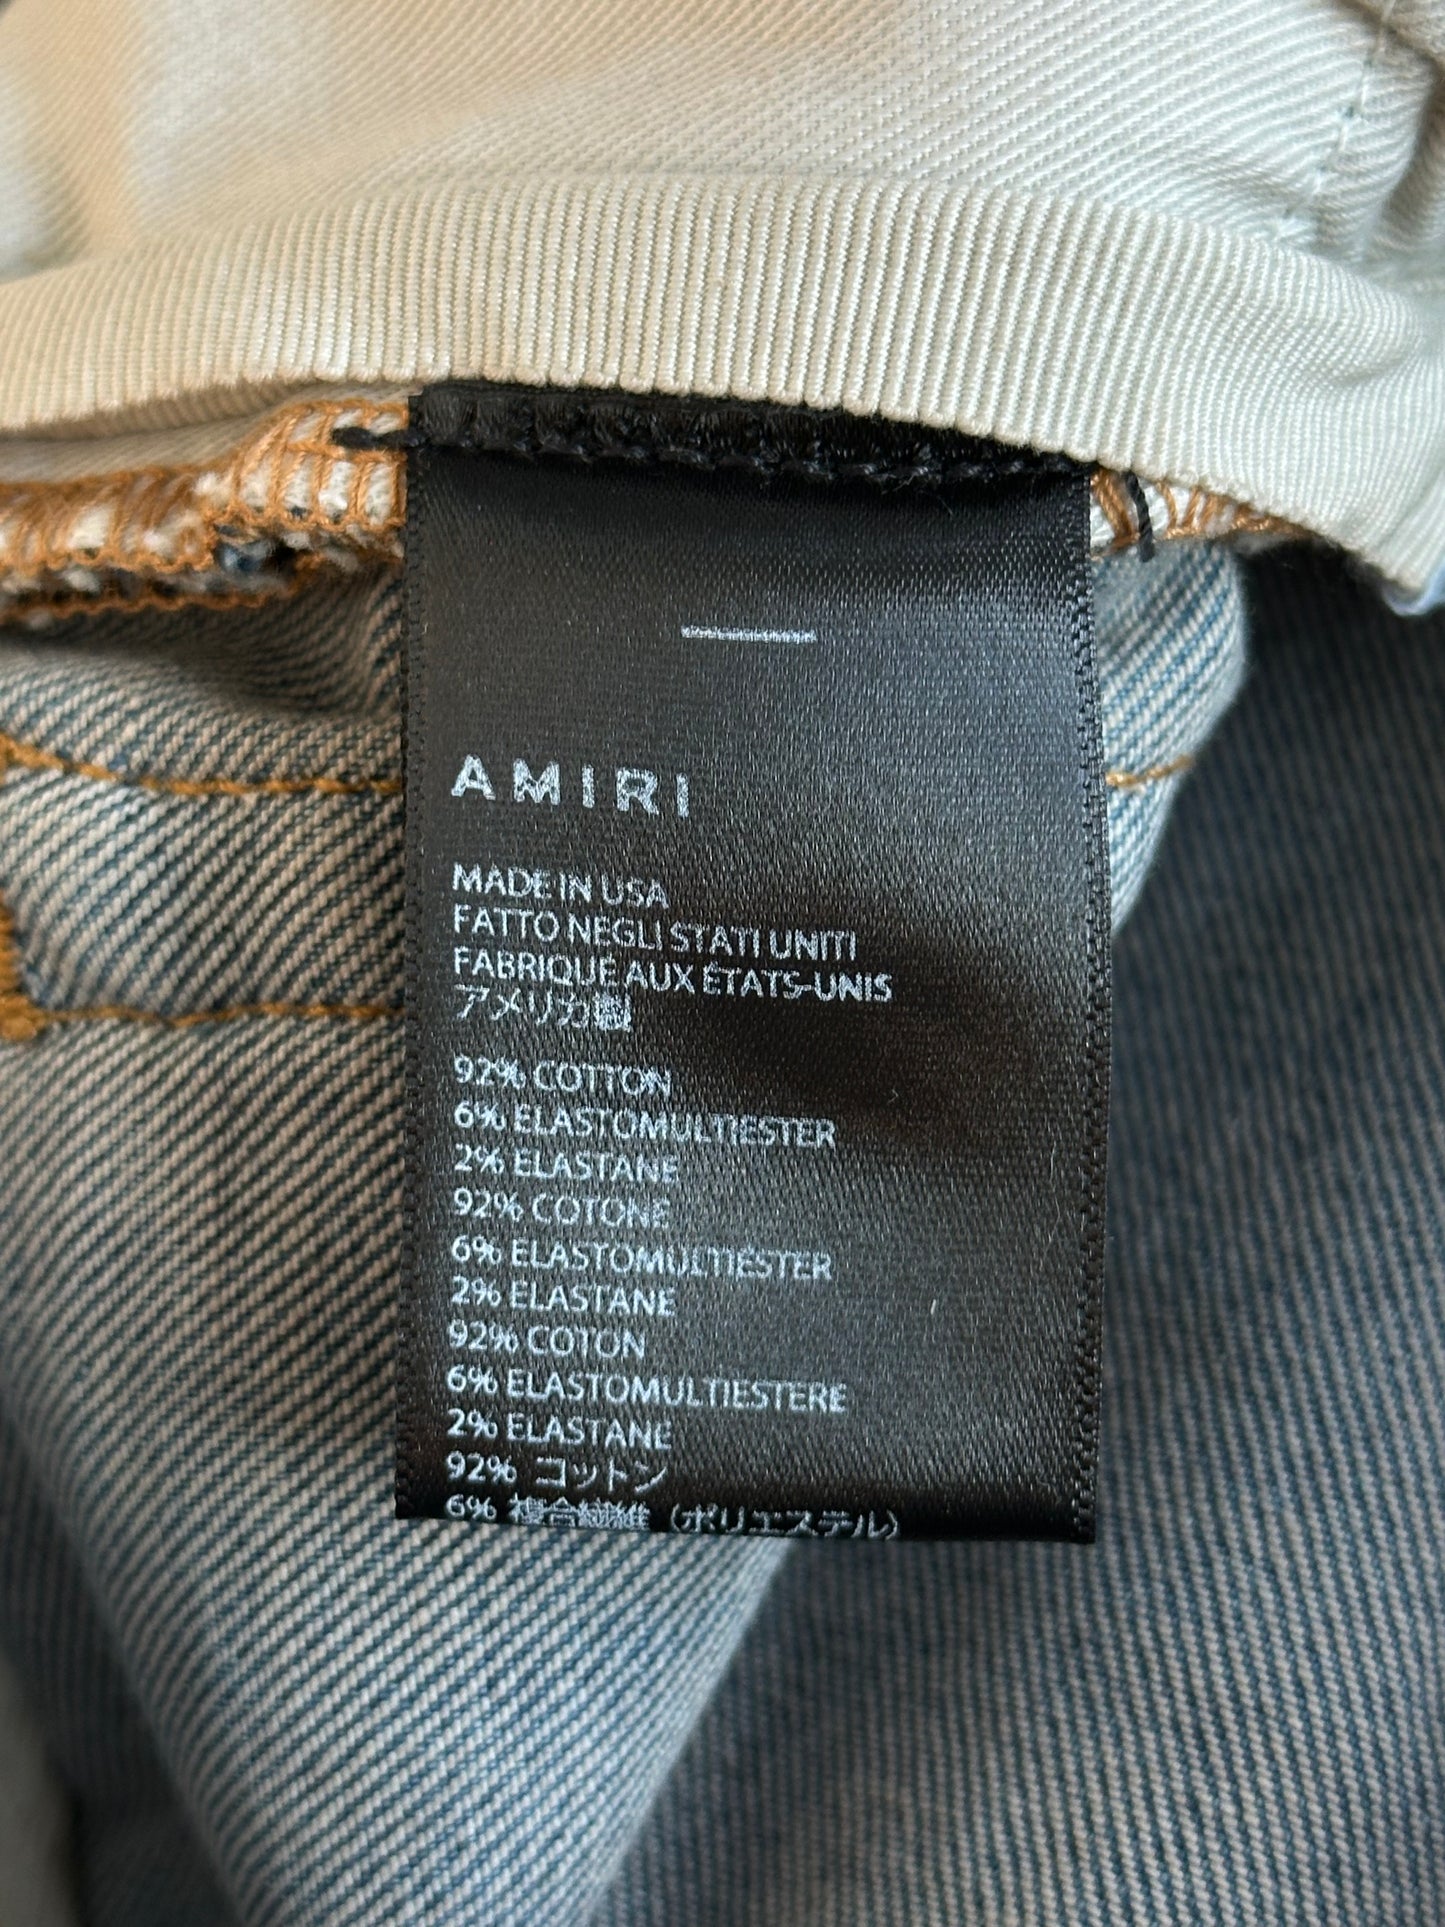 AMIRI
MADE IN USA
FATTO NEGLI STATI UNITI
FABRIQUE AUX ÉTATS-UNIS
アメリカ製
92% COTTON
6% ELASTOMULTIESTER
2% ELASTANE
92% COTONE
6% ELASTOMULTIESTER
2% ELASTANE
92% COTON
6% ELASTOMULTIESTERE
2% ELASTANE
92% コットン
6% 複合繊維 (ポリエステル)